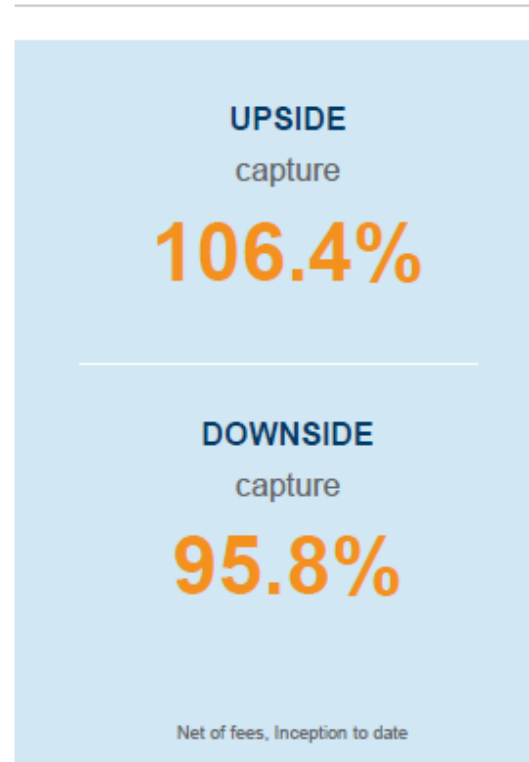 UPSIDE
capture
106.4%
DOWNSIDE
capture
95.8%
Net of fees, Inception to date